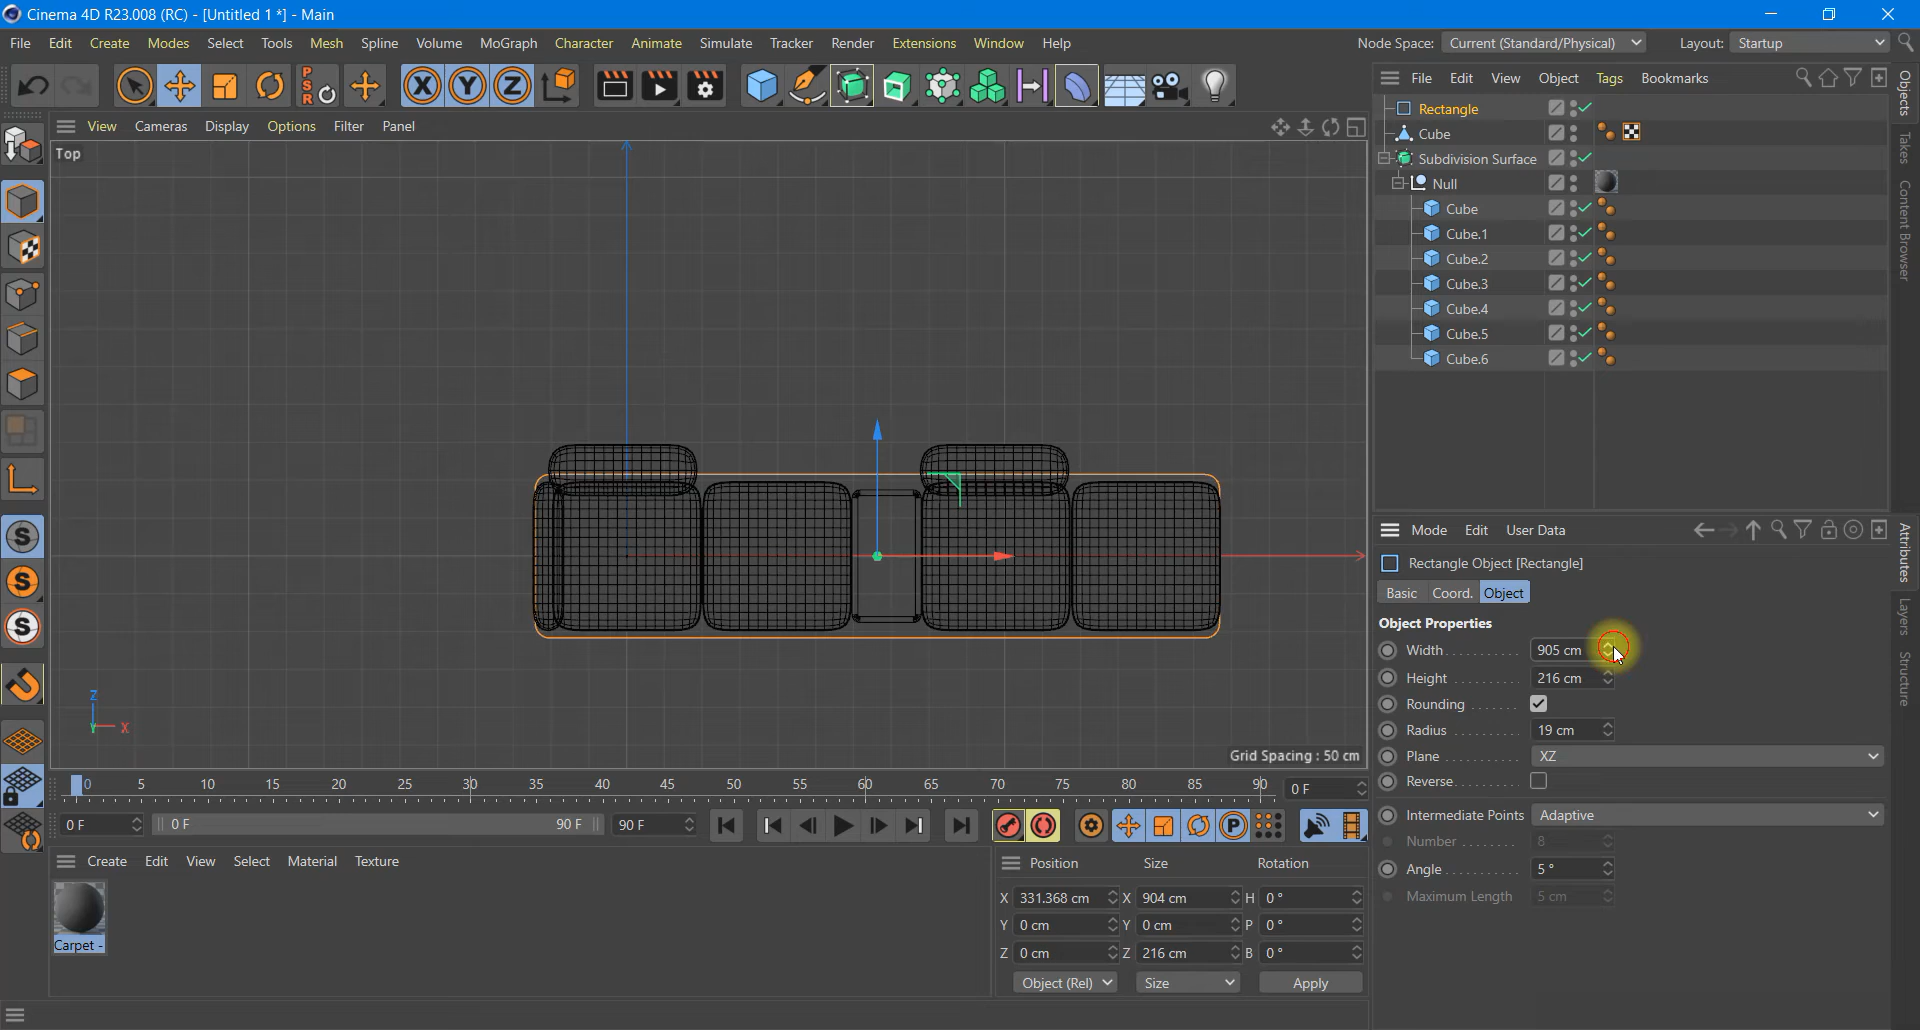 Cinema 4D R23.008 (RC) - [Untitled 1 *] - Main
File Edit Create Modes Select Tools Mesh Spline Volume MoGraph Character Animate Simulate Tracker Render Extensions Window Help
Node Space: Current (Standard/Physical) Layout: Startup
P
S
R
X Y Z
File Edit View Object Tags Bookmarks
View Cameras Display Options Filter Panel
Top
Rectangle
Cube
Subdivision Surface
Null
Cube
Cube.1
Cube.2
Cube.3
Cube.4
Cube.5
Cube.6
Objects
Takes
Content Browser
Z
Y X
Grid Spacing : 50 cm
Mode Edit User Data
Rectangle Object [Rectangle]
Basic Coord. Object
Object Properties
Width 905 cm
Height 216 cm
Rounding
Radius 19 cm
Plane XZ
Reverse
Intermediate Points Adaptive
Number 8
Angle 5 °
Maximum Length 5 cm
Attributes
Layers
Structure
S
S
S
0 5 10 15 20 25 30 35 40 45 50 55 60 65 70 75 80 85 90 0 F
0 F 0 F 90 F 90 F
P
Create Edit View Select Material Texture
Carpet -
Position Size Rotation
X 331.368 cm X 904 cm H 0 °
Y 0 cm Y 0 cm P 0 °
Z 0 cm Z 216 cm B 0 °
Object (Rel) Size Apply